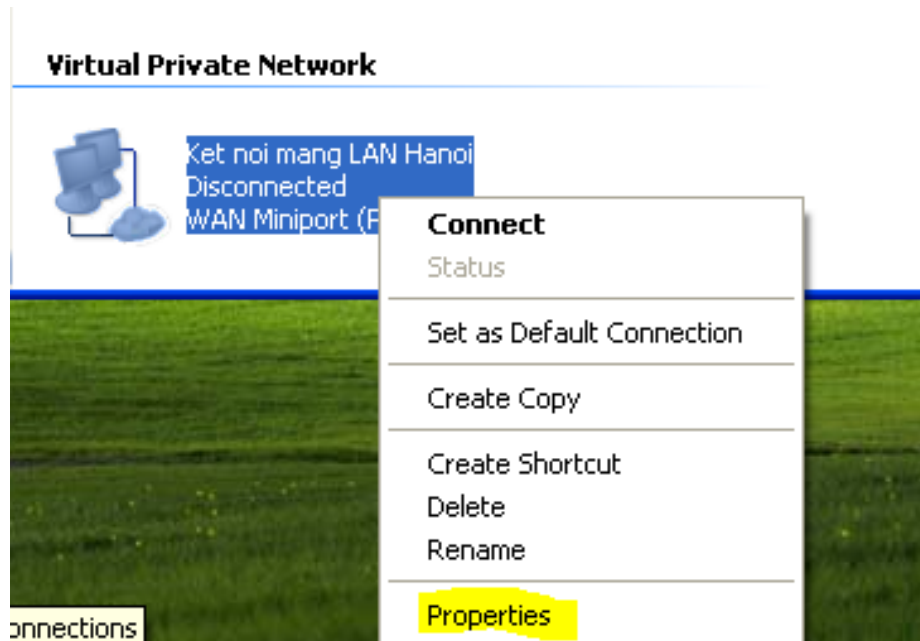 Virtual Private Network
Ket noi mang LAN Hanoi
Disconnected
WAN Miniport (
Connect
Status
Set as Default Connection
Create Copy
Create Shortcut
Delete
Rename
Properties
onnections